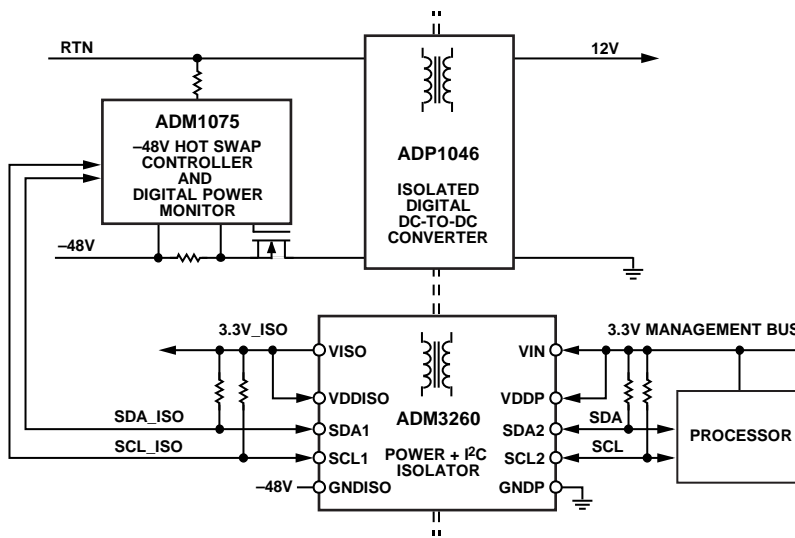 RTN
12V
ADM1075
–48V HOT SWAP
CONTROLLER
AND
DIGITAL POWER
MONITOR
ADP1046
ISOLATED
DIGITAL
DC-TO-DC
CONVERTER
–48V
3.3V_ISO
3.3V MANAGEMENT BUS
VISO
VIN
VDDISO
VDDP
ADM3260
SDA_ISO
SDA1
SDA2
SDA
PROCESSOR
SCL_ISO
SCL1
POWER + I²C
ISOLATOR
SCL2
SCL
–48V
GNDISO
GNDP